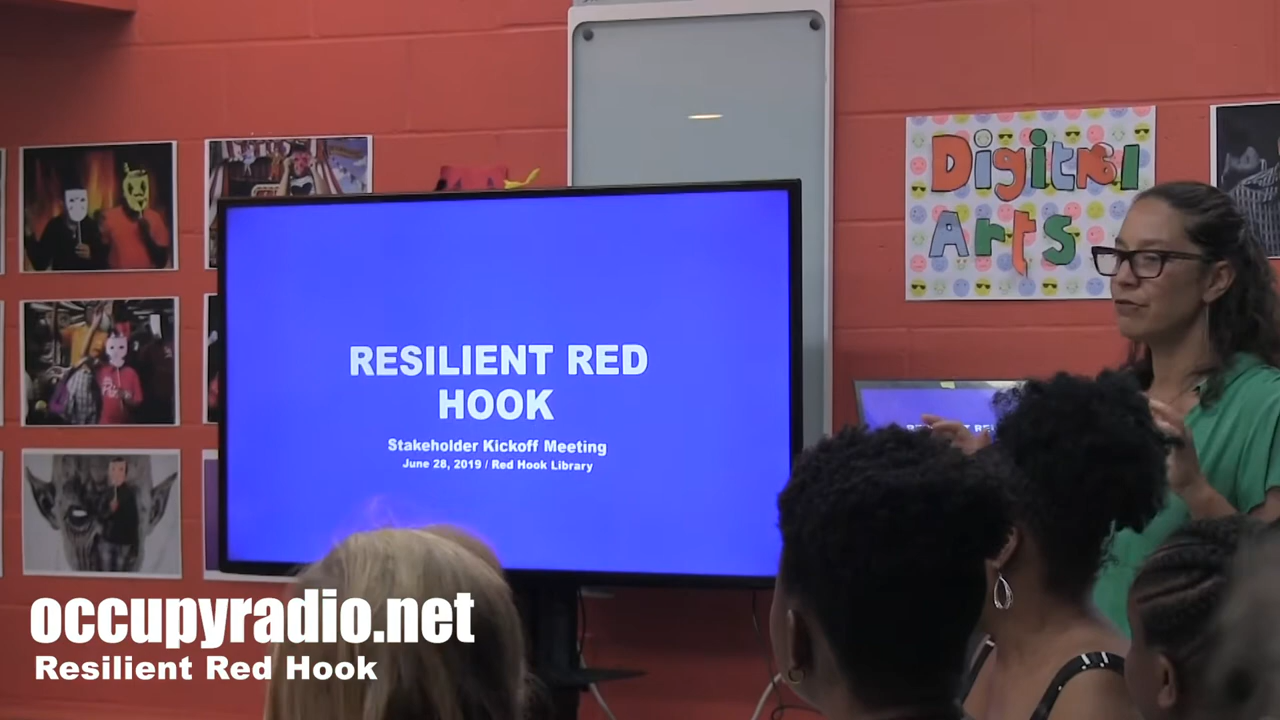 Digital
Arts
RESILIENT RED
HOOK
Stakeholder Kickoff Meeting
June 28, 2019 / Red Hook Library
occupyradio.net
Resilient Red Hook